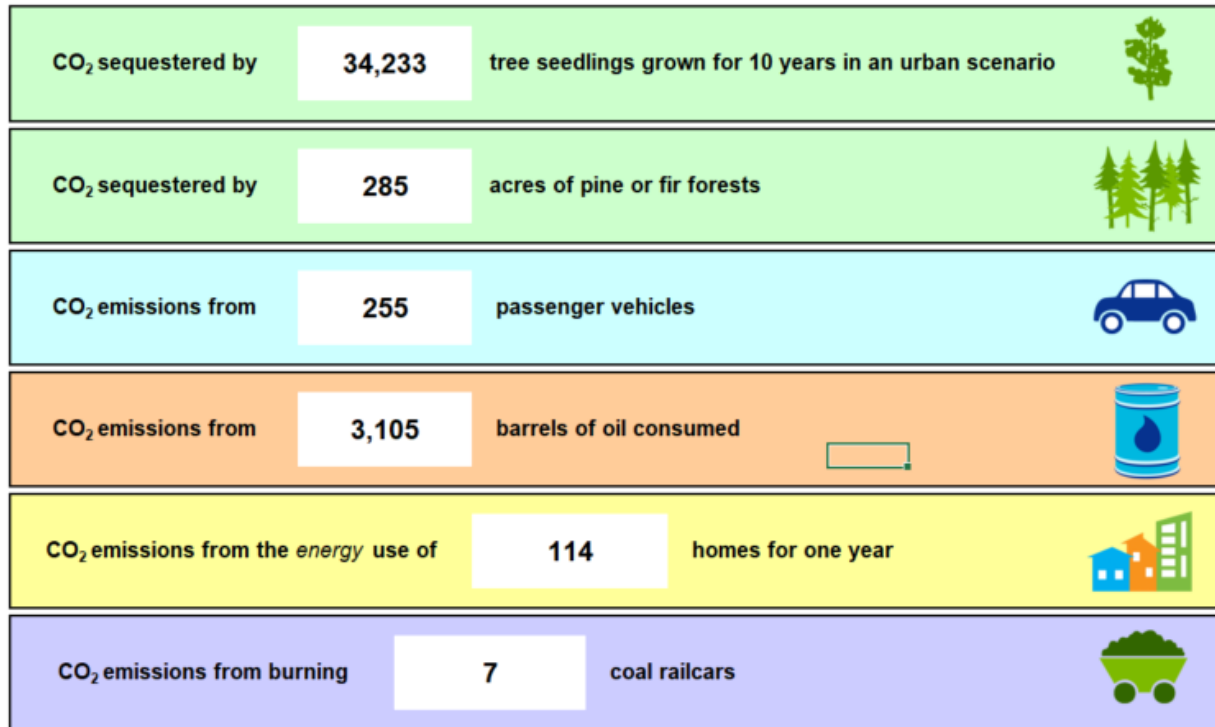 CO₂ sequestered by 34,233 tree seedlings grown for 10 years in an urban scenario
CO₂ sequestered by 285 acres of pine or fir forests
CO₂ emissions from 255 passenger vehicles
CO₂ emissions from 3,105 barrels of oil consumed
CO₂ emissions from the energy use of 114 homes for one year
CO₂ emissions from burning 7 coal railcars